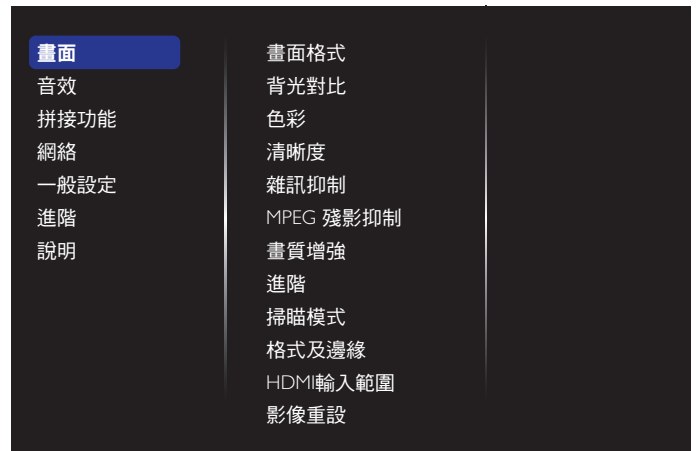 畫面
音效
拼接功能
網絡
一般設定
進階
說明
畫面格式
背光對比
色彩
清晰度
雜訊抑制
MPEG 殘影抑制
畫質增強
進階
掃瞄模式
格式及邊緣
HDMI輸入範圍
影像重設